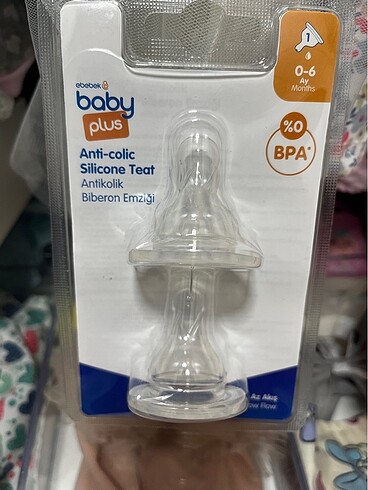 ebebek
baby
plus
Anti-colic
Silicone Teat
Antikolik
Biberon Emziği
1
0-6
Ay
Months
%0
BPA*
Az Akış
Flow